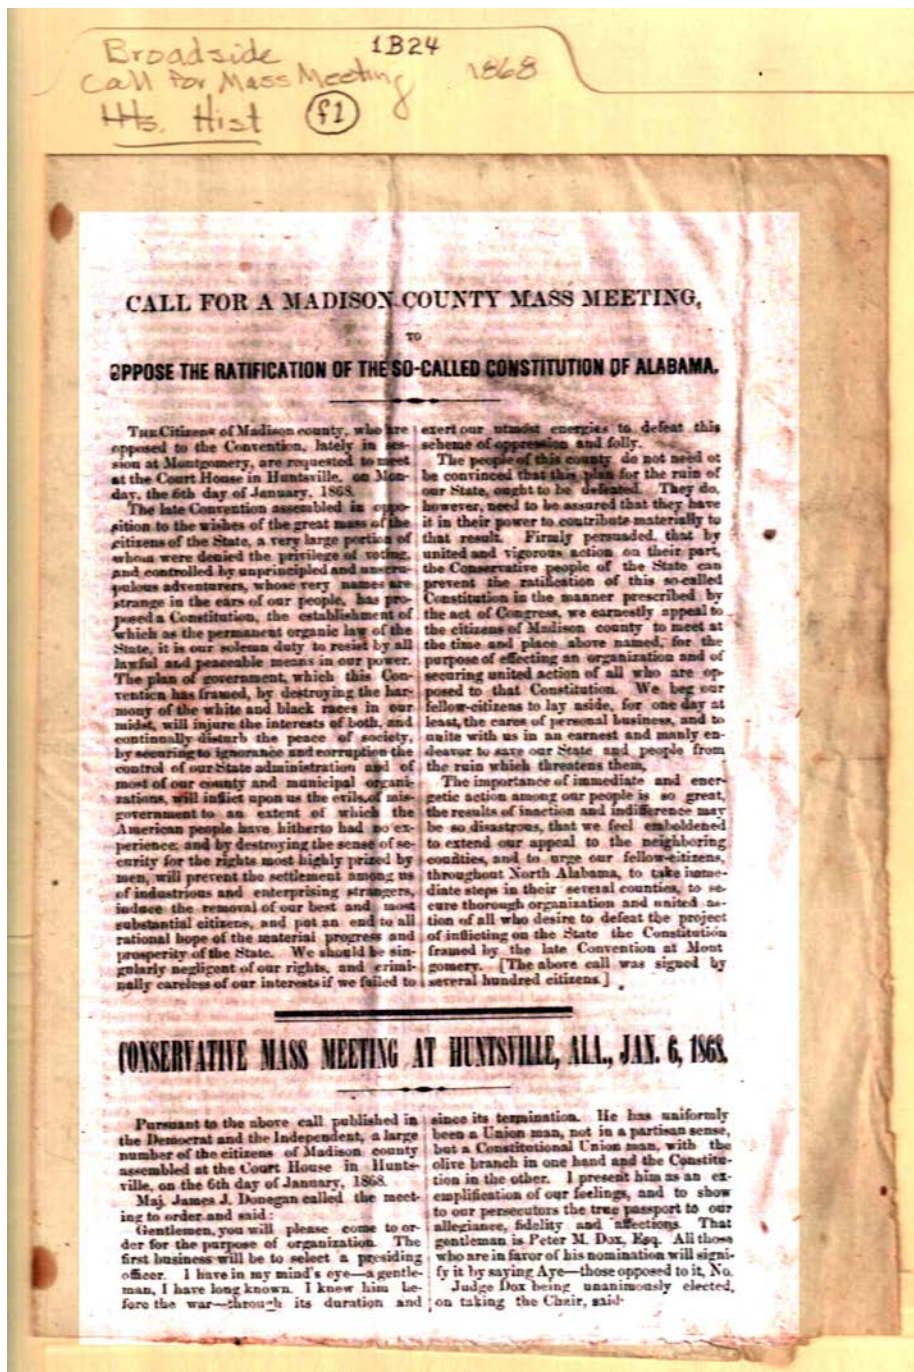 Broadside 1B24
Call For Mass Meeting 1868
Hts. Hist f1
CALL FOR A MADISON COUNTY MASS MEETING,
TO
OPPOSE THE RATIFICATION OF THE SO-CALLED CONSTITUTION OF ALABAMA.
THE Citizens of Madison county, who are
opposed to the Convention, lately in ses-
sion at Montgomery, are requested to meet
at the Court House in Huntsville, on Mon-
day, the 6th day of January, 1868.
The late Convention assembled in oppo-
sition to the wishes of the great mass of the
citizens of the State, a very large portion of
whom were denied the privilege of voting,
and controlled by unprincipled and unscru-
pulous adventurers, whose very names are
strange in the ears of our people, has pro-
posed a Constitution, the establishment of
which as the permanent organic law of the
State, it is our solemn duty to resist by all
lawful and peaceable means in our power.
The plan of government, which this Con-
vention has framed, by destroying the har-
mony of the white and black races in our
midst, will injure the interests of both, and
continually disturb the peace of society,
by securing to ignorance and corruption the
control of our State administration and of
most of our county and municipal organi-
zations, will inflict upon us the evils of mis-
government to an extent of which the
American people have hitherto had no ex-
perience; and by destroying the sense of se-
curity for the rights most highly prized by
men, will prevent the settlement among us
of industrious and enterprising strangers,
induce the removal of our best and most
substantial citizens, and put an end to all
rational hope of the material progress and
prosperity of the State. We should be sin-
gularly negligent of our rights, and crimi-
nally careless of our interests if we failed to
exert our utmost energies to defeat this
scheme of oppression and folly.
The people of this county do not need ot
be convinced that this plan for the ruin of
our State, ought to be defeated. They do,
however, need to be assured that they have
it in their power to contribute materially to
that result. Firmly persuaded, that by
united and vigorous action on their part,
the Conservative people of the State can
prevent the ratification of this so-called
Constitution in the manner prescribed by
the act of Congress, we earnestly appeal to
the citizens of Madison county to meet at
the time and place above named, for the
purpose of effecting an organization and of
securing united action of all who are op-
posed to that Constitution. We beg our
fellow-citizens to lay aside, for one day at
least, the cares of personal business, and to
unite with us in an earnest and manly en-
deavor to save our State and people from
the ruin which threatens them.
The importance of immediate and ener-
getic action among our people is so great,
the results of inaction and indifference may
be so disastrous, that we feel emboldened
to extend our appeal to the neighboring
counties, and to urge our fellow-citizens,
throughout North Alabama, to take imme-
diate steps in their several counties, to se-
cure thorough organization and united ac-
tion of all who desire to defeat the project
of inflicting on the State the Constitution
framed by the late Convention at Mont
gomery. [The above call was signed by
several hundred citizens.]
CONSERVATIVE MASS MEETING AT HUNTSVILLE, ALA., JAN. 6, 1868.
Pursuant to the above call published in
the Democrat and the Independent, a large
number of the citizens of Madison county
assembled at the Court House in Hunts-
ville, on the 6th day of January, 1868.
Maj. James J. Donegan called the meet-
ing to order and said:
Gentlemen, you will please come to or-
der for the purpose of organization. The
first business will be to select a presiding
officer. I have in my mind's eye—a gentle-
man, I have long known. I knew him be-
fore the war—through its duration and
since its termination. He has uniformly
been a Union man, not in a partisan sense,
but a Constitutional Union man, with the
olive branch in one hand and the Constitu-
tion in the other. I present him as an ex-
emplification of our feelings, and to show
to our persecutors the true passport to our
allegiance, fidelity and affections. That
gentleman is Peter M. Dox, Esq. All those
who are in favor of his nomination will signi-
fy it by saying Aye—those opposed to it, No.
Judge Dox being unanimously elected,
on taking the Chair, said-